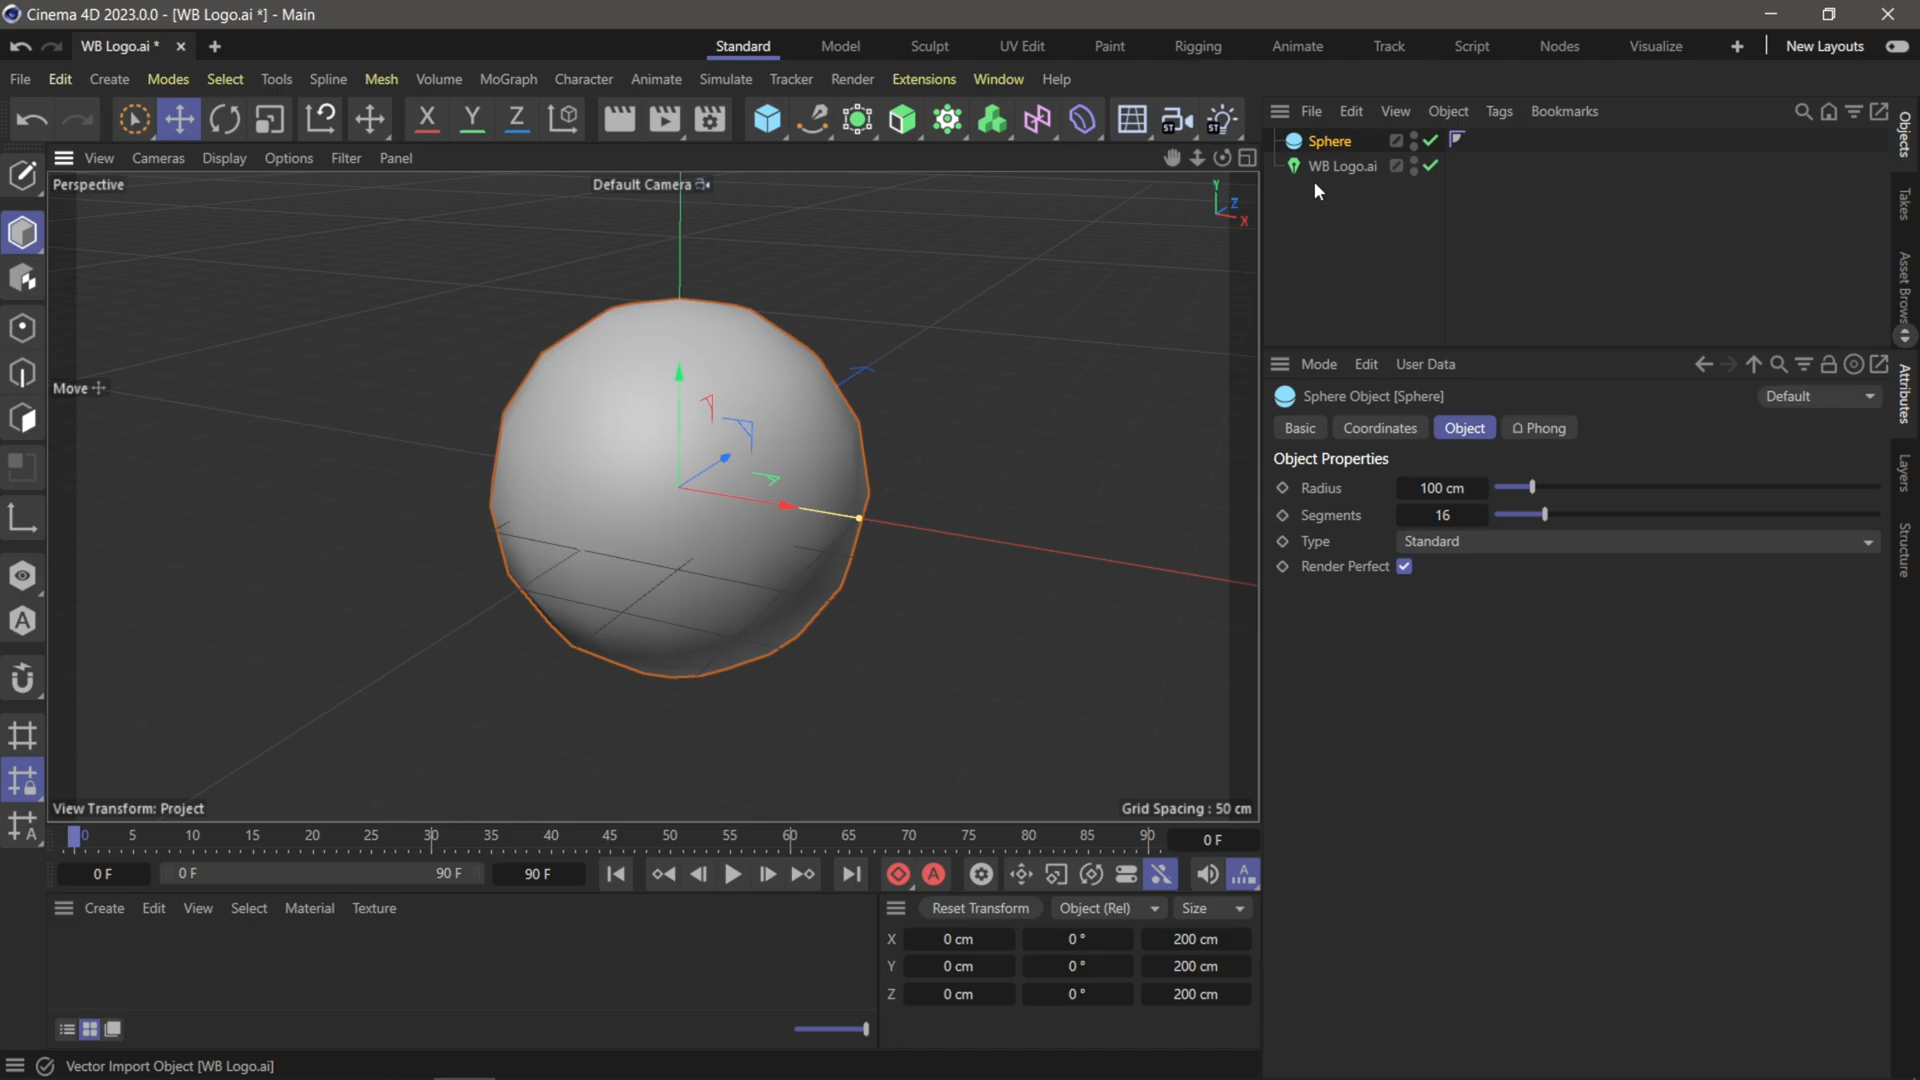 Cinema 4D 2023.0.0 - [WB Logo.ai *] - Main
WB Logo.ai *
Standard Model Sculpt UV Edit Paint Rigging Animate Track Script Nodes Visualize New Layouts
File Edit Create Modes Select Tools Spline Mesh Volume MoGraph Character Animate Simulate Tracker Render Extensions Window Help
X Y Z ST ST
File Edit View Object Tags Bookmarks
Sphere
WB Logo.ai
Objects
Takes
Asset Brows
View Cameras Display Options Filter Panel
Perspective
Default Camera
Y
Z
X
Move
View Transform: Project
Grid Spacing : 50 cm
Mode Edit User Data
Sphere Object [Sphere]
Default
Basic Coordinates Object Phong
Object Properties
Radius 100 cm
Segments 16
Type Standard
Render Perfect
Attributes
Layers
Structure
A
A
0 5 10 15 20 25 30 35 40 45 50 55 60 65 70 75 80 85 90 0 F
0 F 0 F 90 F 90 F
A A
Create Edit View Select Material Texture
Reset Transform Object (Rel) Size
X 0 cm 0 ° 200 cm
Y 0 cm 0 ° 200 cm
Z 0 cm 0 ° 200 cm
Vector Import Object [WB Logo.ai]